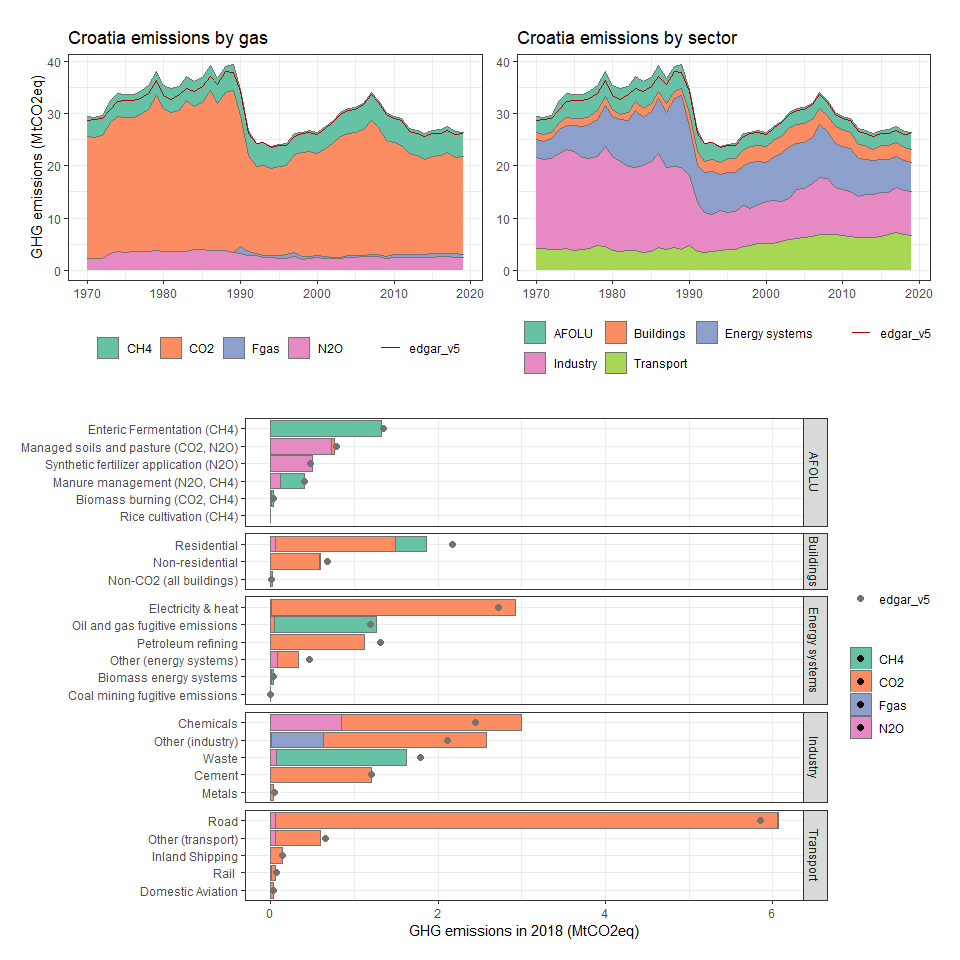 Croatia emissions by gas
GHG emissions (MtCO2eq)
40
30
20
10
0
1970 1980 1990 2000 2010 2020
CH4 CO2 Fgas N2O edgar_v5
Croatia emissions by sector
40
30
20
10
0
1970 1980 1990 2000 2010 2020
AFOLU Buildings Energy systems edgar_v5
Industry Transport
Enteric Fermentation (CH4)
Managed soils and pasture (CO2, N2O)
Synthetic fertilizer application (N2O)
Manure management (N2O, CH4)
Biomass burning (CO2, CH4)
Rice cultivation (CH4)
AFOLU
Residential
Non-residential
Non-CO2 (all buildings)
Buildings
Electricity & heat
Oil and gas fugitive emissions
Petroleum refining
Other (energy systems)
Biomass energy systems
Coal mining fugitive emissions
Energy systems
Chemicals
Other (industry)
Waste
Cement
Metals
Industry
Road
Other (transport)
Inland Shipping
Rail
Domestic Aviation
Transport
0 2 4 6
GHG emissions in 2018 (MtCO2eq)
edgar_v5
CH4
CO2
Fgas
N2O